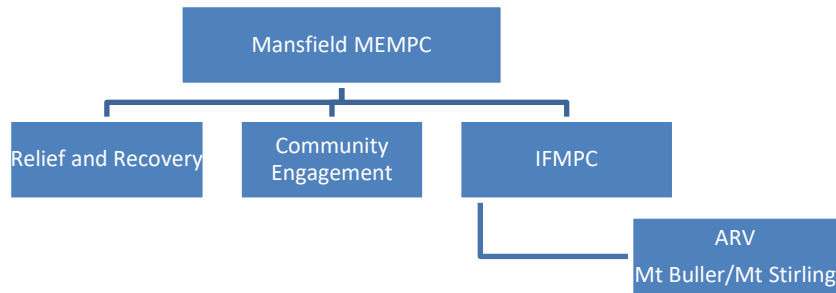 Mansfield MEMPC
Relief and Recovery
Community
Engagement
IFMPC
ARV
Mt Buller/Mt Stirling